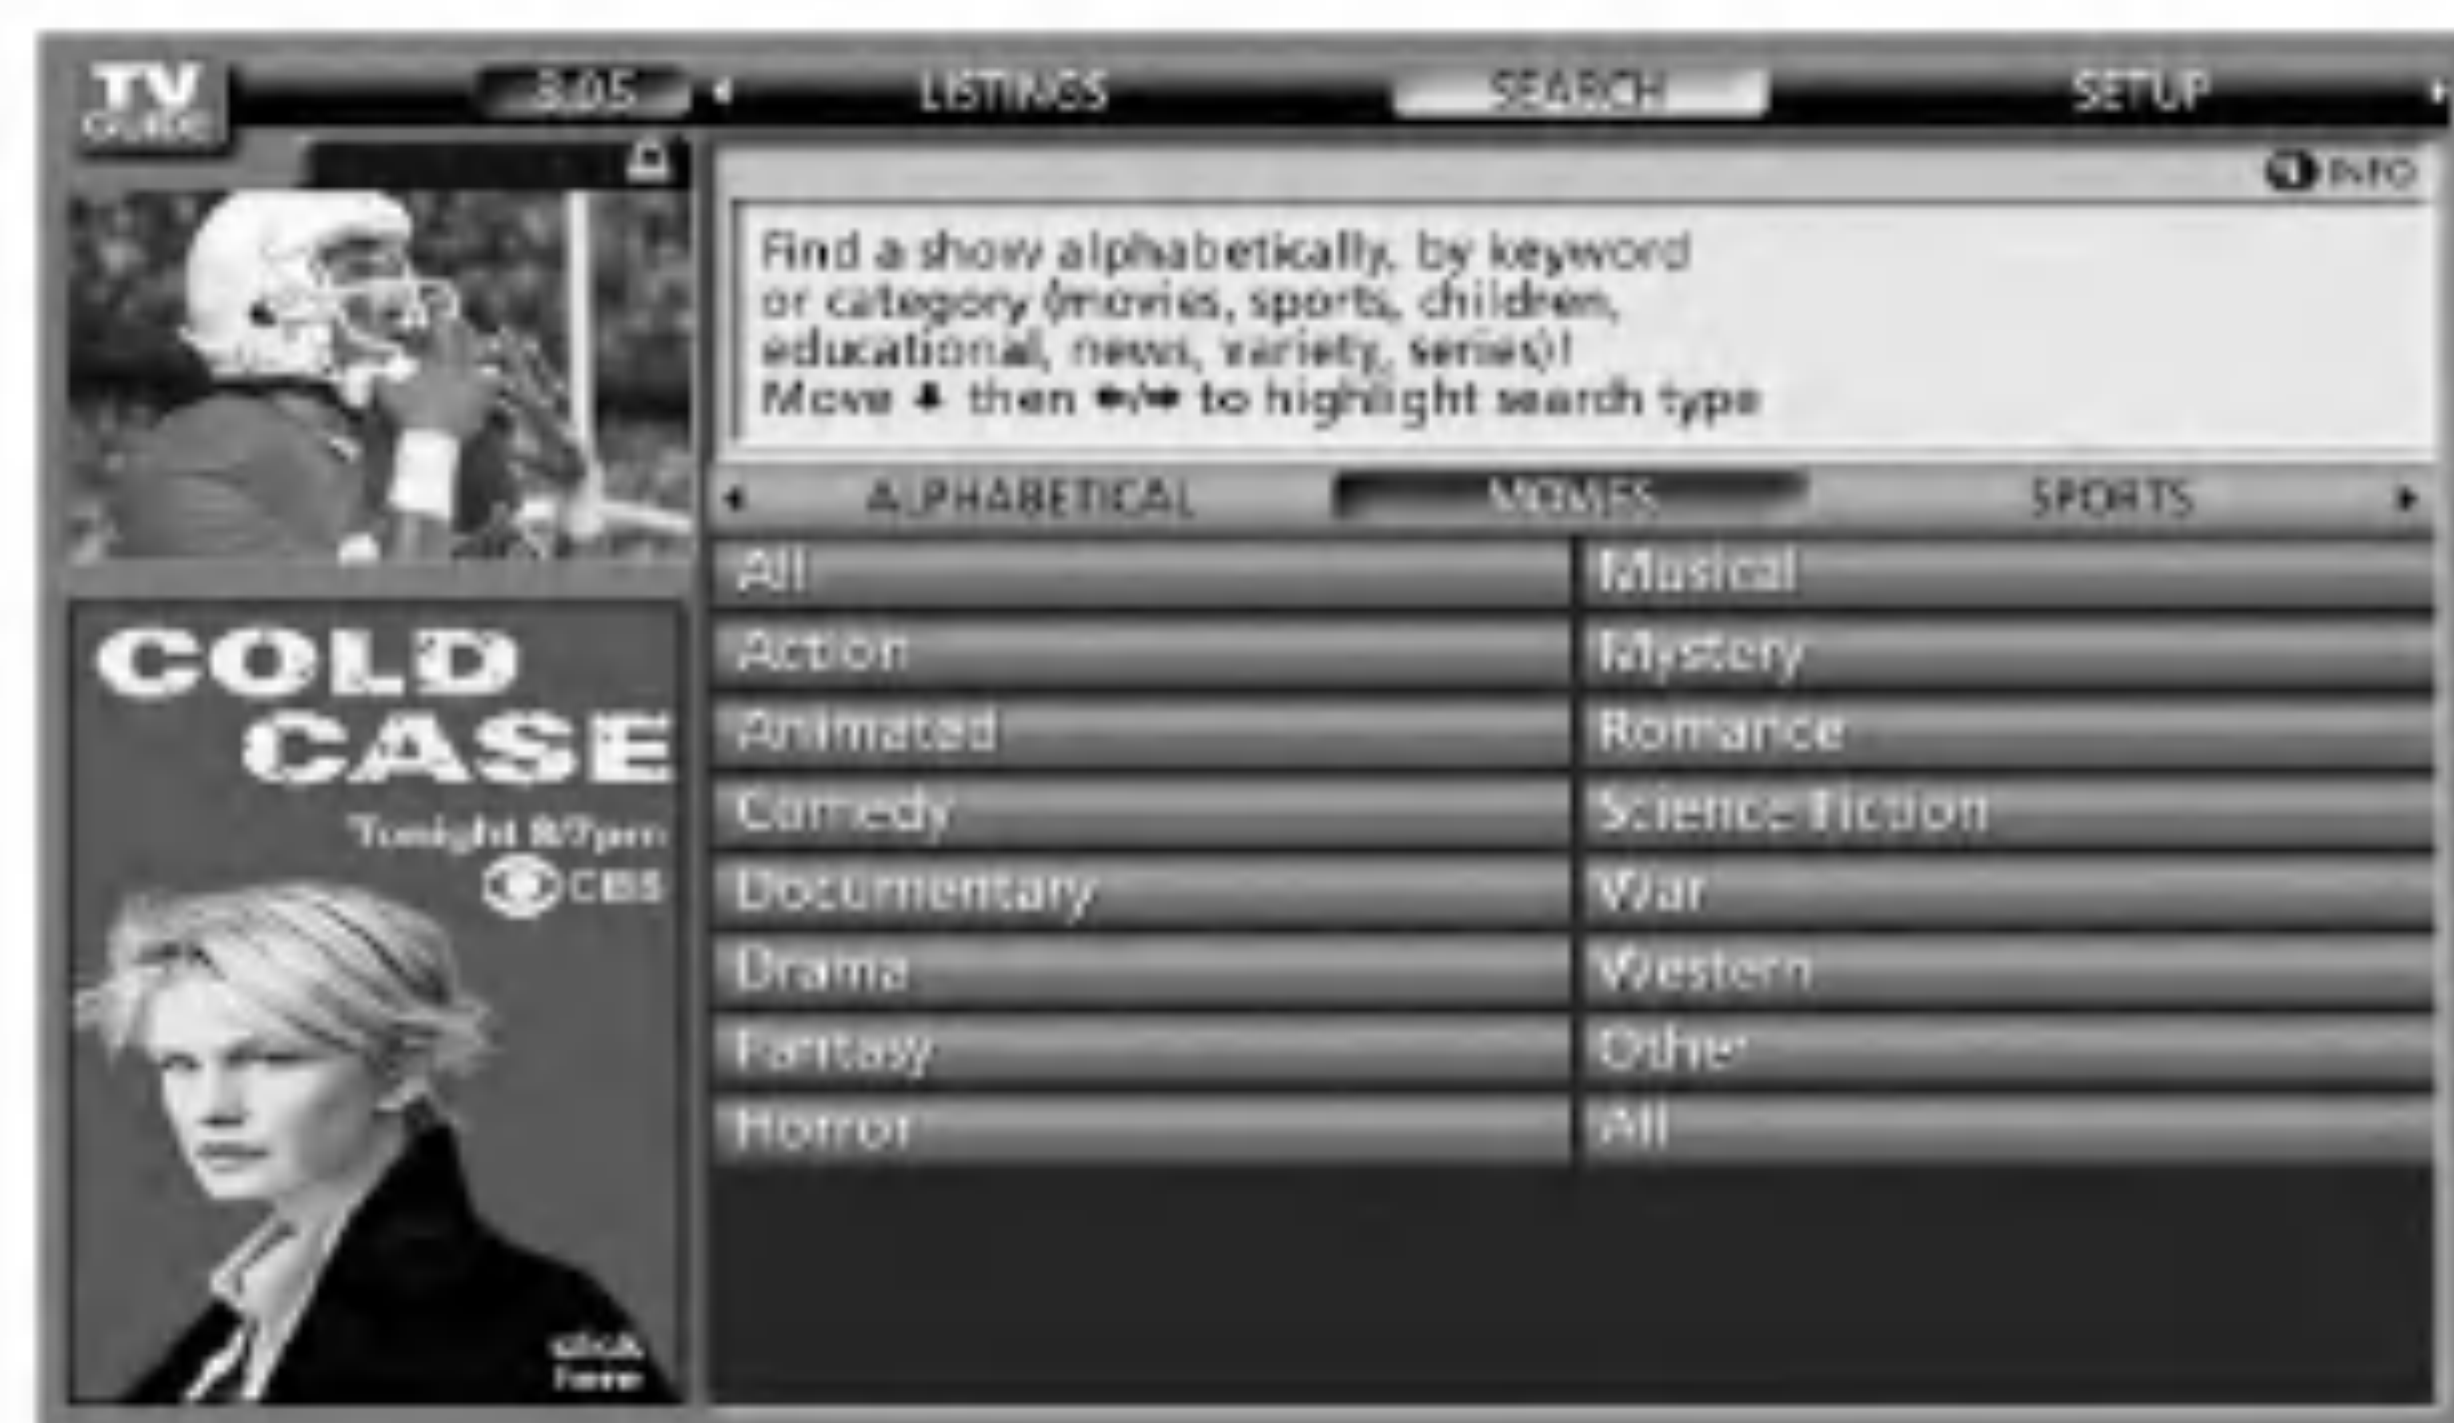 TV
GUIDE
3:05
LISTINGS
SEARCH
SETUP
INFO
Find a show alphabetically, by keyword
or category (movies, sports, children,
educational, news, variety, series)!
Move ↓ then ←/→ to highlight search type
ALPHABETICAL
MOVIES
SPORTS
All
Musical
Action
Mystery
Animated
Romance
Comedy
Science Fiction
Documentary
War
Drama
Western
Fantasy
Other
Horror
All
COLD
CASE
Tonight 8/7pm
CBS
click
here